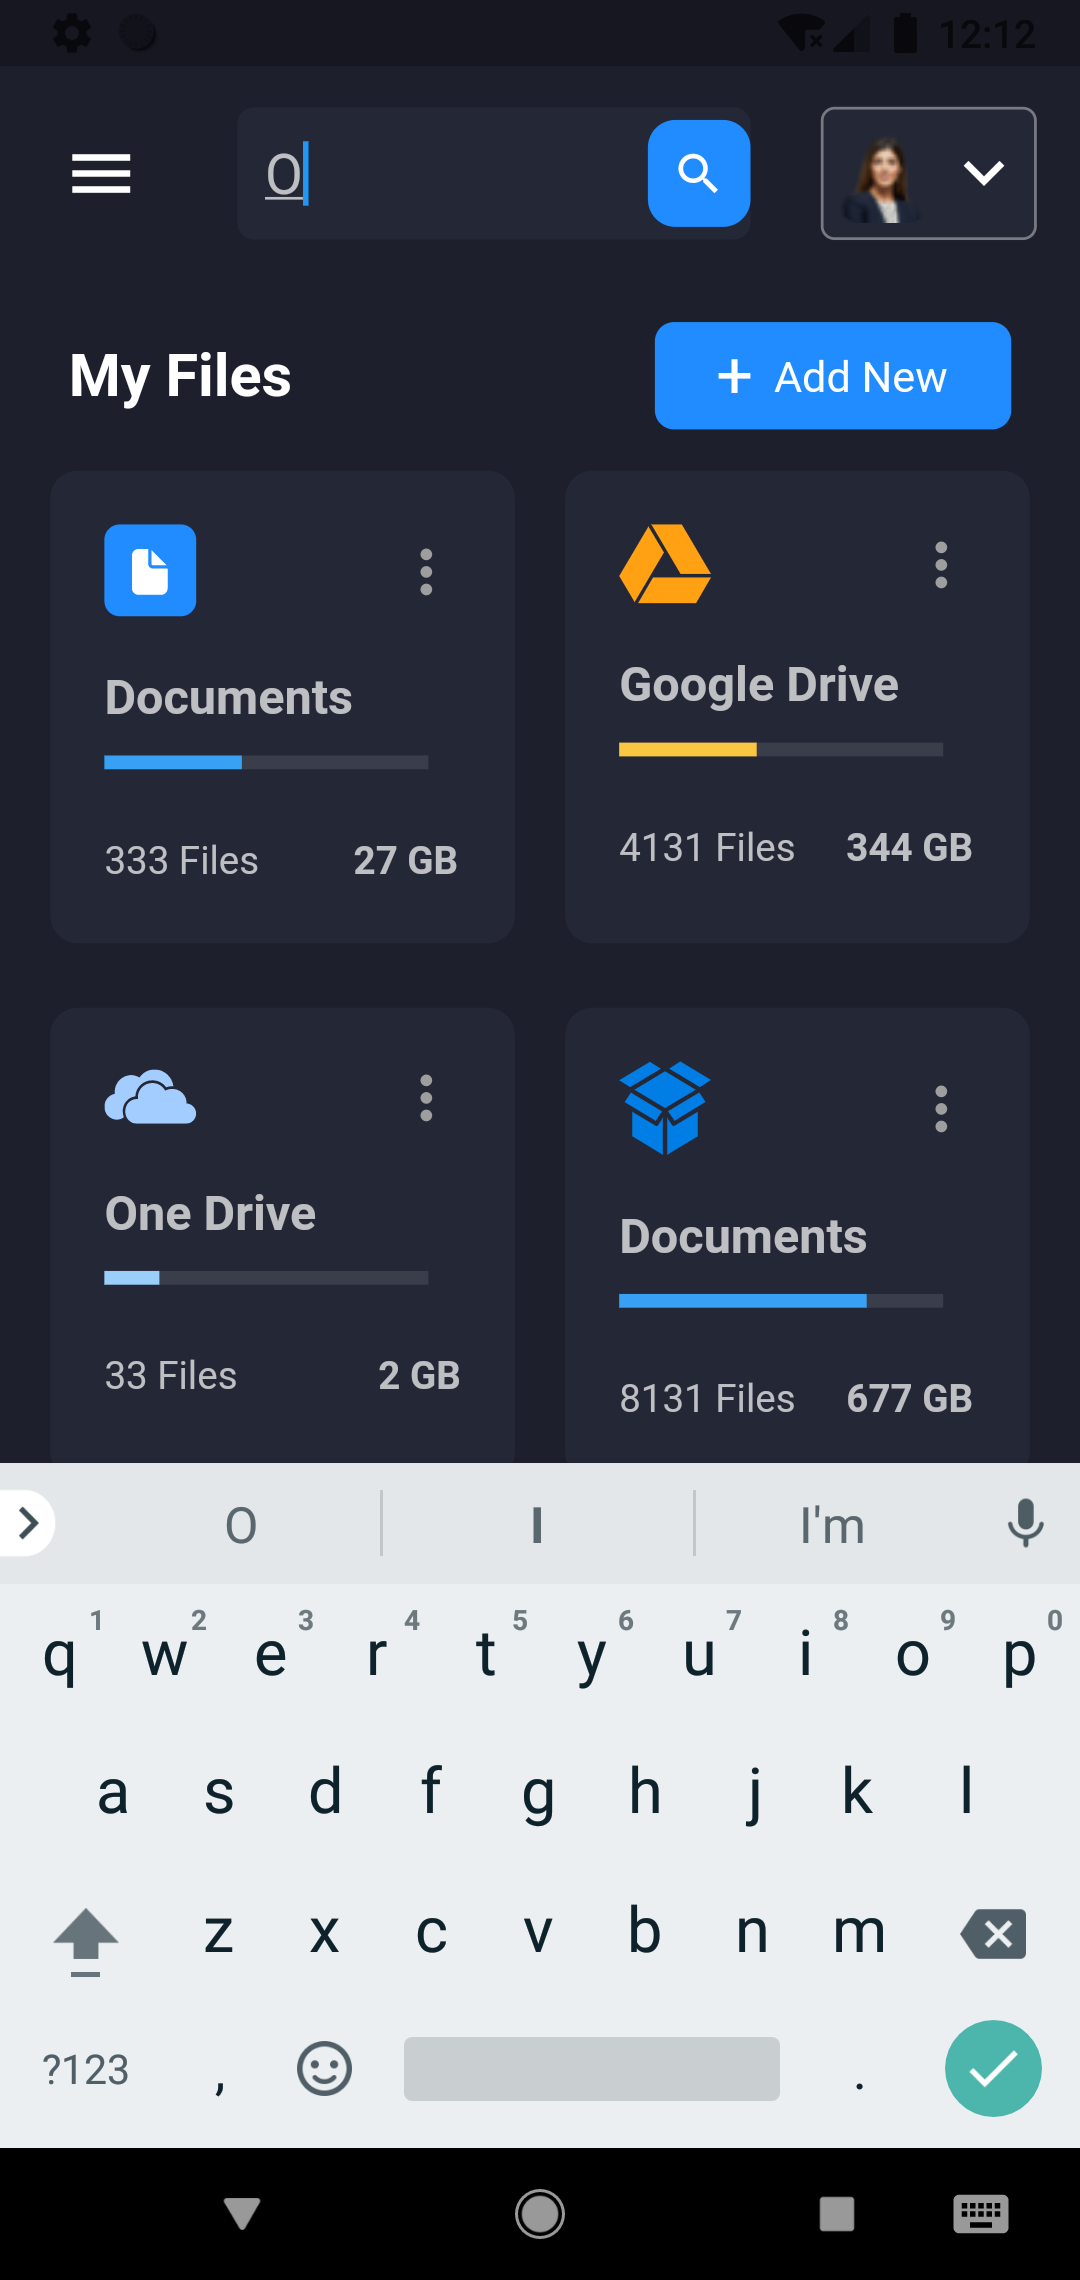 12:12
O
My Files
+ Add New
Documents
333 Files 27 GB
Google Drive
4131 Files 344 GB
One Drive
33 Files 2 GB
Documents
8131 Files 677 GB
O I I'm
1 2 3 4 5 6 7 8 9 0
q w e r t y u i o p
a s d f g h j k l
z x c v b n m
?123 , .